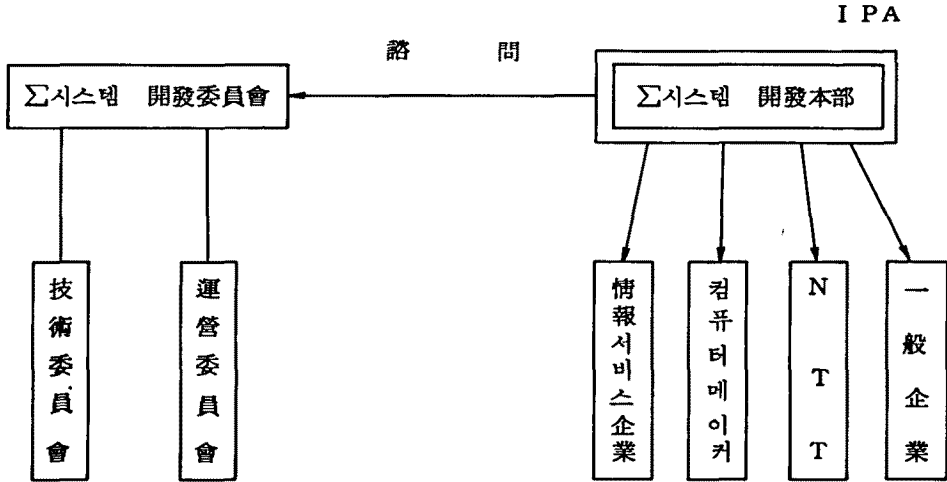 I P A
諮 問
∑시스템 開發委員會
∑시스템 開發本部
技術委員會
運營委員會
情報서비스企業
컴퓨터메이커
N T T
一般企業